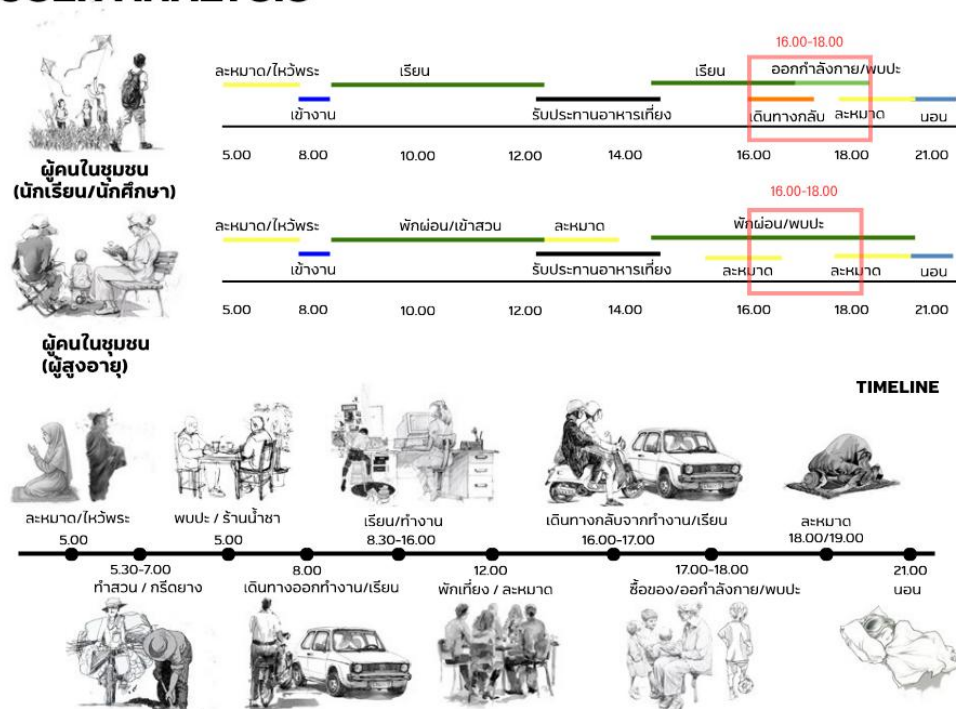 16.00-18.00
ละหมาด/ไหว้พระ เรียน เรียน ออกกำลังกาย/พบปะ
เข้างาน รับประทานอาหารเที่ยง เดินทางกลับ ละหมาด นอน
5.00 8.00 10.00 12.00 14.00 16.00 18.00 21.00
ผู้คนในชุมชน
(นักเรียน/นักศึกษา)
16.00-18.00
ละหมาด/ไหว้พระ พักผ่อน/เข้าสวน ละหมาด พักผ่อน/พบปะ
เข้างาน รับประทานอาหารเที่ยง ละหมาด ละหมาด นอน
5.00 8.00 10.00 12.00 14.00 16.00 18.00 21.00
ผู้คนในชุมชน
(ผู้สูงอายุ)
TIMELINE
ละหมาด/ไหว้พระ พบปะ / ร้านน้ำชา เรียน/ทำงาน เดินทางกลับจากทำงาน/เรียน ละหมาด
5.00 5.00 8.30-16.00 16.00-17.00 18.00/19.00
5.30-7.00 8.00 12.00 17.00-18.00 21.00
ทำสวน / กรีดยาง เดินทางออกทำงาน/เรียน พักเที่ยง / ละหมาด ซื้อของ/ออกำลังกาย/พบปะ นอน